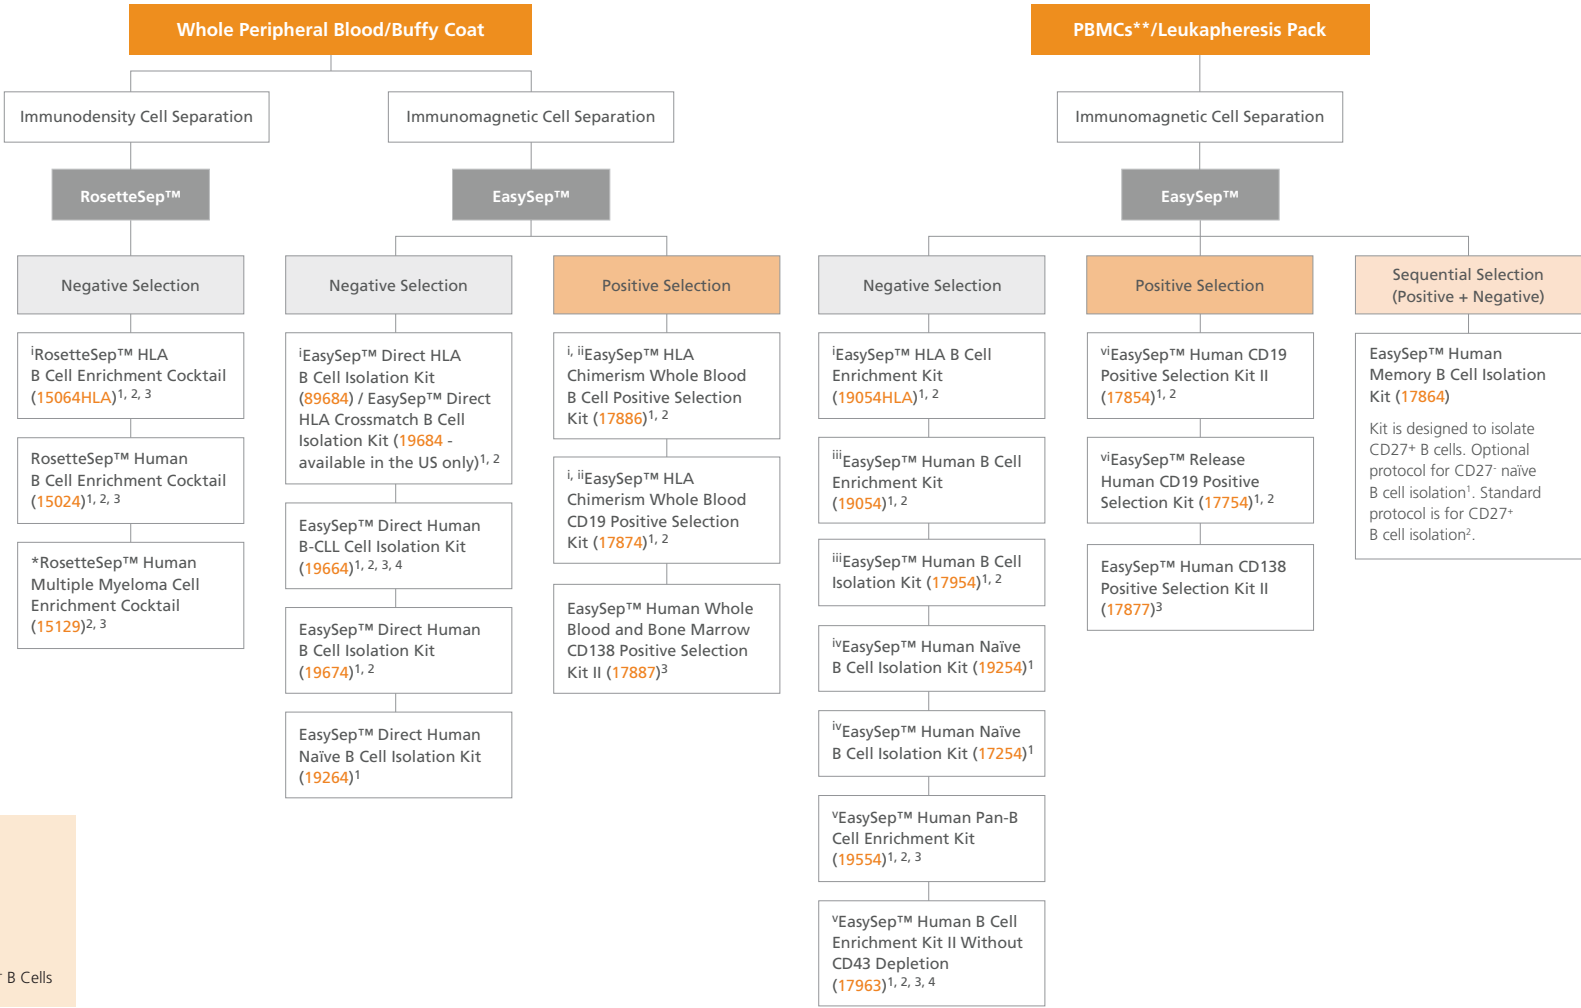 Whole Peripheral Blood/Buffy Coat
Immunodensity Cell Separation
Immunomagnetic Cell Separation
RosetteSep™
EasySep™
Negative Selection
ⁱRosetteSep™ HLA
B Cell Enrichment Cocktail
(15064HLA)¹, ², ³
RosetteSep™ Human
B Cell Enrichment Cocktail
(15024)¹, ², ³
*RosetteSep™ Human
Multiple Myeloma Cell
Enrichment Cocktail
(15129)², ³
Negative Selection
ⁱEasySep™ Direct HLA
B Cell Isolation Kit
(89684) / EasySep™ Direct
HLA Crossmatch B Cell
Isolation Kit (19684 -
available in the US only)¹, ²
EasySep™ Direct Human
B-CLL Cell Isolation Kit
(19664)¹, ², ³, ⁴
EasySep™ Direct Human
B Cell Isolation Kit
(19674)¹, ²
EasySep™ Direct Human
Naïve B Cell Isolation Kit
(19264)¹
Positive Selection
ⁱ, ⁱⁱEasySep™ HLA
Chimerism Whole Blood
B Cell Positive Selection
Kit (17886)¹, ²
ⁱ, ⁱⁱEasySep™ HLA
Chimerism Whole Blood
CD19 Positive Selection
Kit (17874)¹, ²
EasySep™ Human Whole
Blood and Bone Marrow
CD138 Positive Selection
Kit II (17887)³
PBMCs**/Leukapheresis Pack
Immunomagnetic Cell Separation
EasySep™
Negative Selection
ⁱEasySep™ HLA B Cell
Enrichment Kit
(19054HLA)¹, ²
ⁱⁱⁱEasySep™ Human B Cell
Enrichment Kit
(19054)¹, ²
ⁱⁱⁱEasySep™ Human B Cell
Isolation Kit (17954)¹, ²
ⁱᵛEasySep™ Human Naïve
B Cell Isolation Kit (19254)¹
ⁱᵛEasySep™ Human Naïve
B Cell Isolation Kit (17254)¹
ᵛEasySep™ Human Pan-B
Cell Enrichment Kit
(19554)¹, ², ³
ᵛEasySep™ Human B Cell
Enrichment Kit II Without
CD43 Depletion
(17963)¹, ², ³, ⁴
Positive Selection
ᵛⁱEasySep™ Human CD19
Positive Selection Kit II
(17854)¹, ²
ᵛⁱEasySep™ Release
Human CD19 Positive
Selection Kit (17754)¹, ²
EasySep™ Human CD138
Positive Selection Kit II
(17877)³
Sequential Selection
(Positive + Negative)
EasySep™ Human
Memory B Cell Isolation
Kit (17864)
Kit is designed to isolate
CD27⁺ B cells. Optional
protocol for CD27⁻ naïve
B cell isolation¹. Standard
protocol is for CD27⁺
B cell isolation².
B Cells